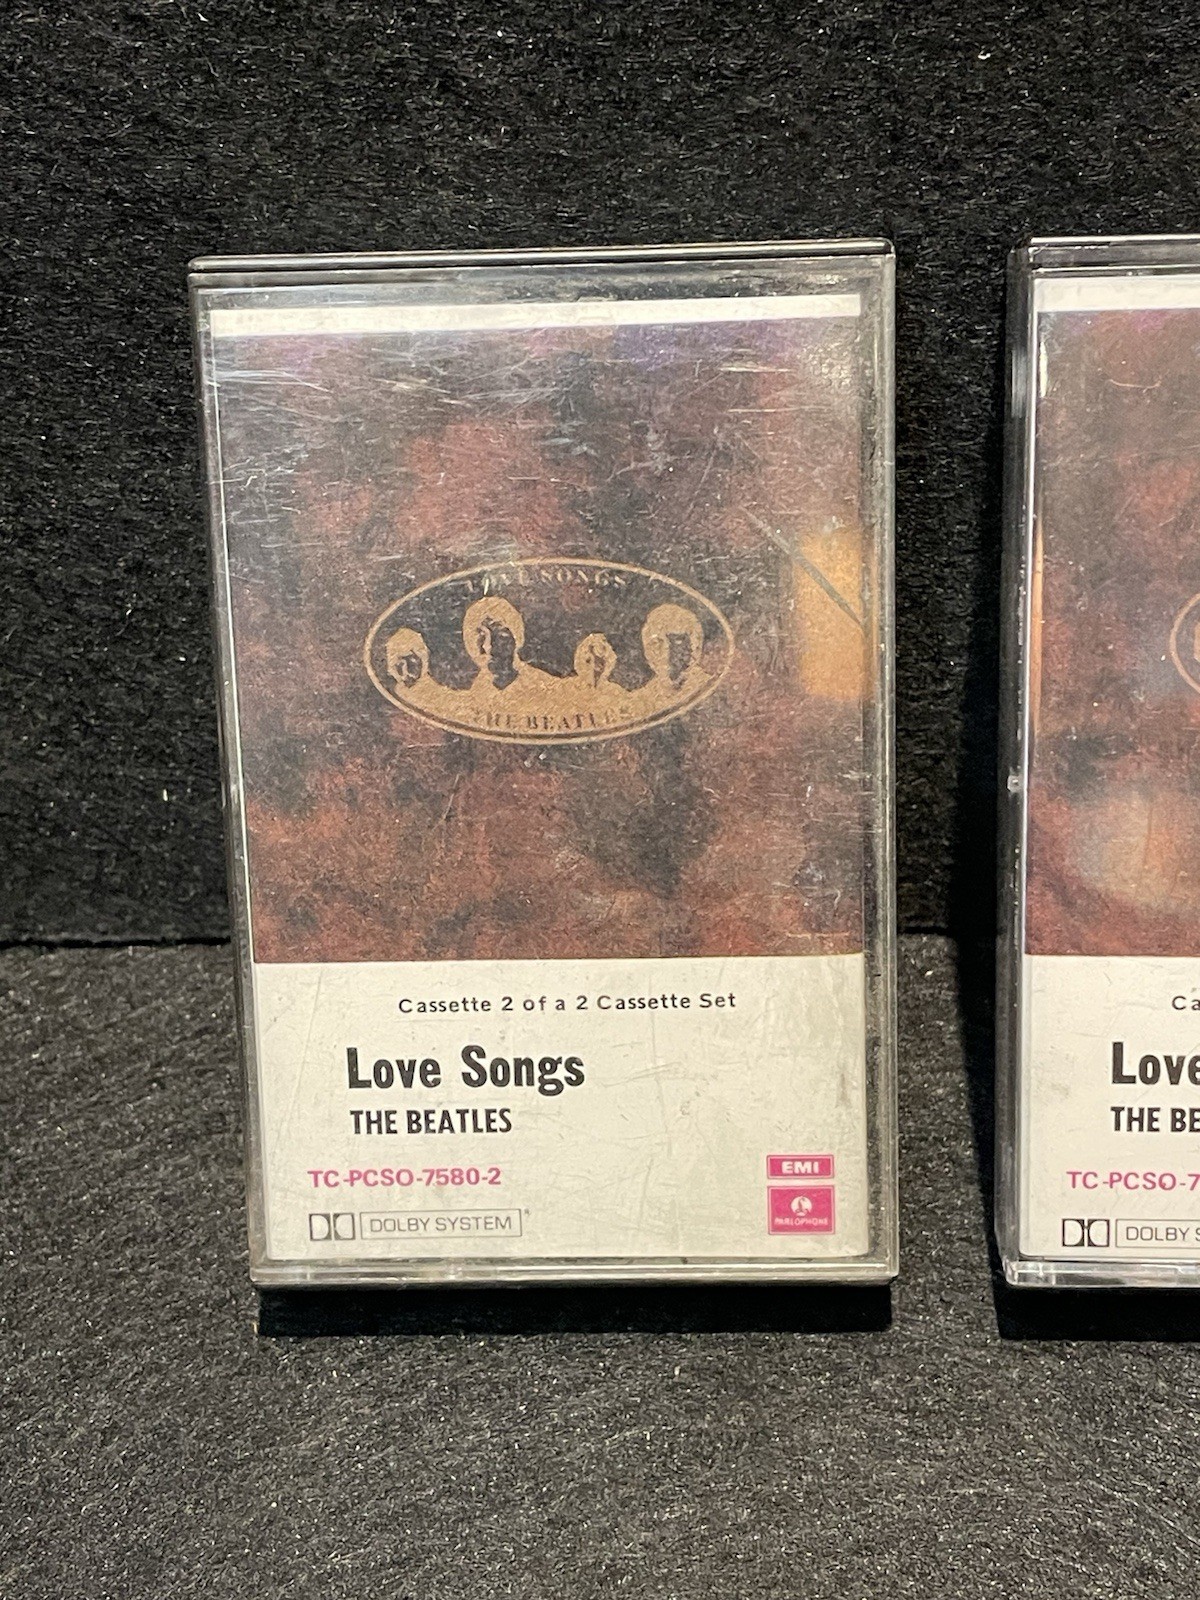 LOVE SONGS
THE BEATLES
Cassette 2 of a 2 Cassette Set
Love Songs
THE BEATLES
TC-PCSO-7580-2
EMI
PARLOPHONE
DOLBY SYSTEM
Ca
Love
THE BE
TC-PCSO-7
DOLBY S